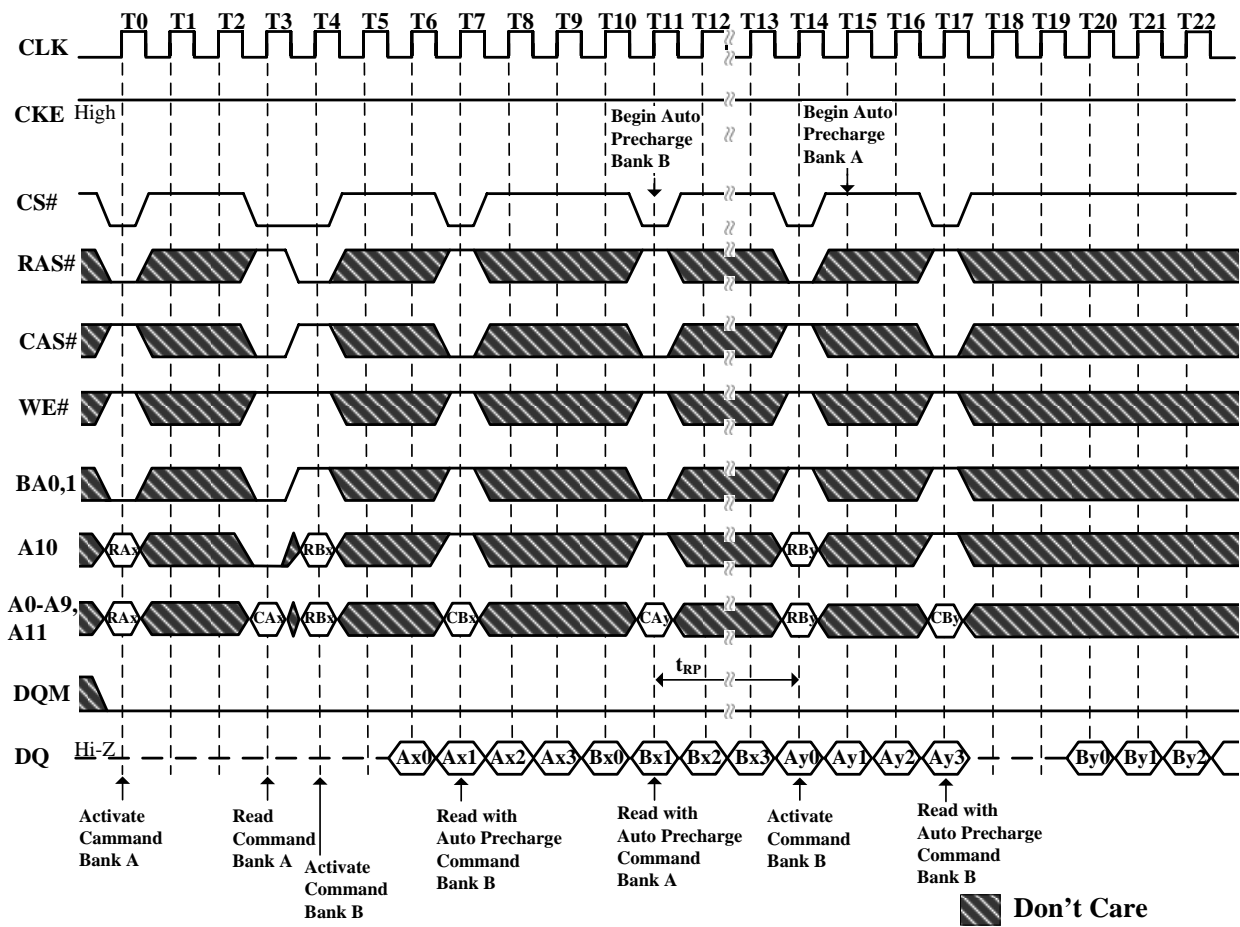 T0 T1 T2 T3 T4 T5 T6 T7 T8 T9 T10 T11 T12 T13 T14 T15 T16 T17 T18 T19 T20 T21 T22
CLK
CKE High
Begin Auto
Precharge
Bank B
Begin Auto
Precharge
Bank A
CS#
RAS#
CAS#
WE#
BA0,1
A10 RAx RBx RBy
A0-A9,
A11
RAx CAx RBx CBx CAy RBy CBy
tRP
DQM
DQ Hi-Z Ax0 Ax1 Ax2 Ax3 Bx0 Bx1 Bx2 Bx3 Ay0 Ay1 Ay2 Ay3 By0 By1 By2
Activate
Cammand
Bank A
Read
Command
Bank A
Activate
Command
Bank B
Read with
Auto Precharge
Command
Bank B
Read with
Auto Precharge
Command
Bank A
Activate
Command
Bank B
Read with
Auto Precharge
Command
Bank B
Don't Care